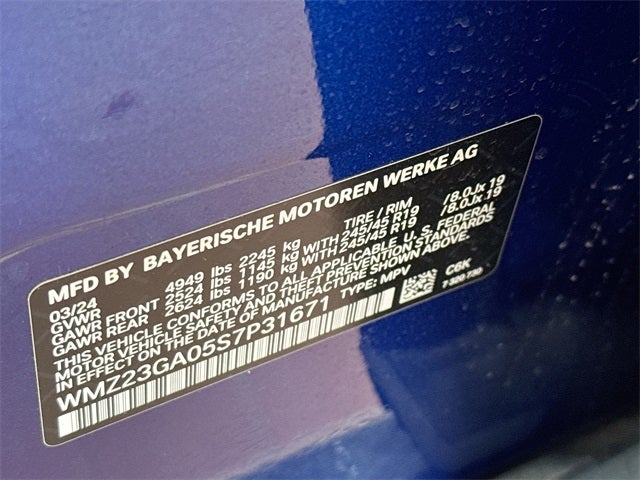 MFD BY BAYERISCHE MOTOREN WERKE AG
03/24 TIRE / RIM
GVWR 4949 lbs 2245 kg
GAWR FRONT 2524 lbs 1145 kg WITH 245/45 R19 /8.0Jx 19
GAWR REAR 2624 lbs 1190 kg WITH 245/45 R19 /8.0Jx 19
THIS VEHICLE CONFORMS TO ALL APPLICABLE U. S. FEDERAL
MOTOR VEHICLE SAFETY AND THEFT PREVENTION STANDARDS
IN EFFECT ON THE DATE OF MANUFACTURE SHOWN ABOVE.
WMZ23GA05S7P31671 TYPE: MPV C6K
T-320 730